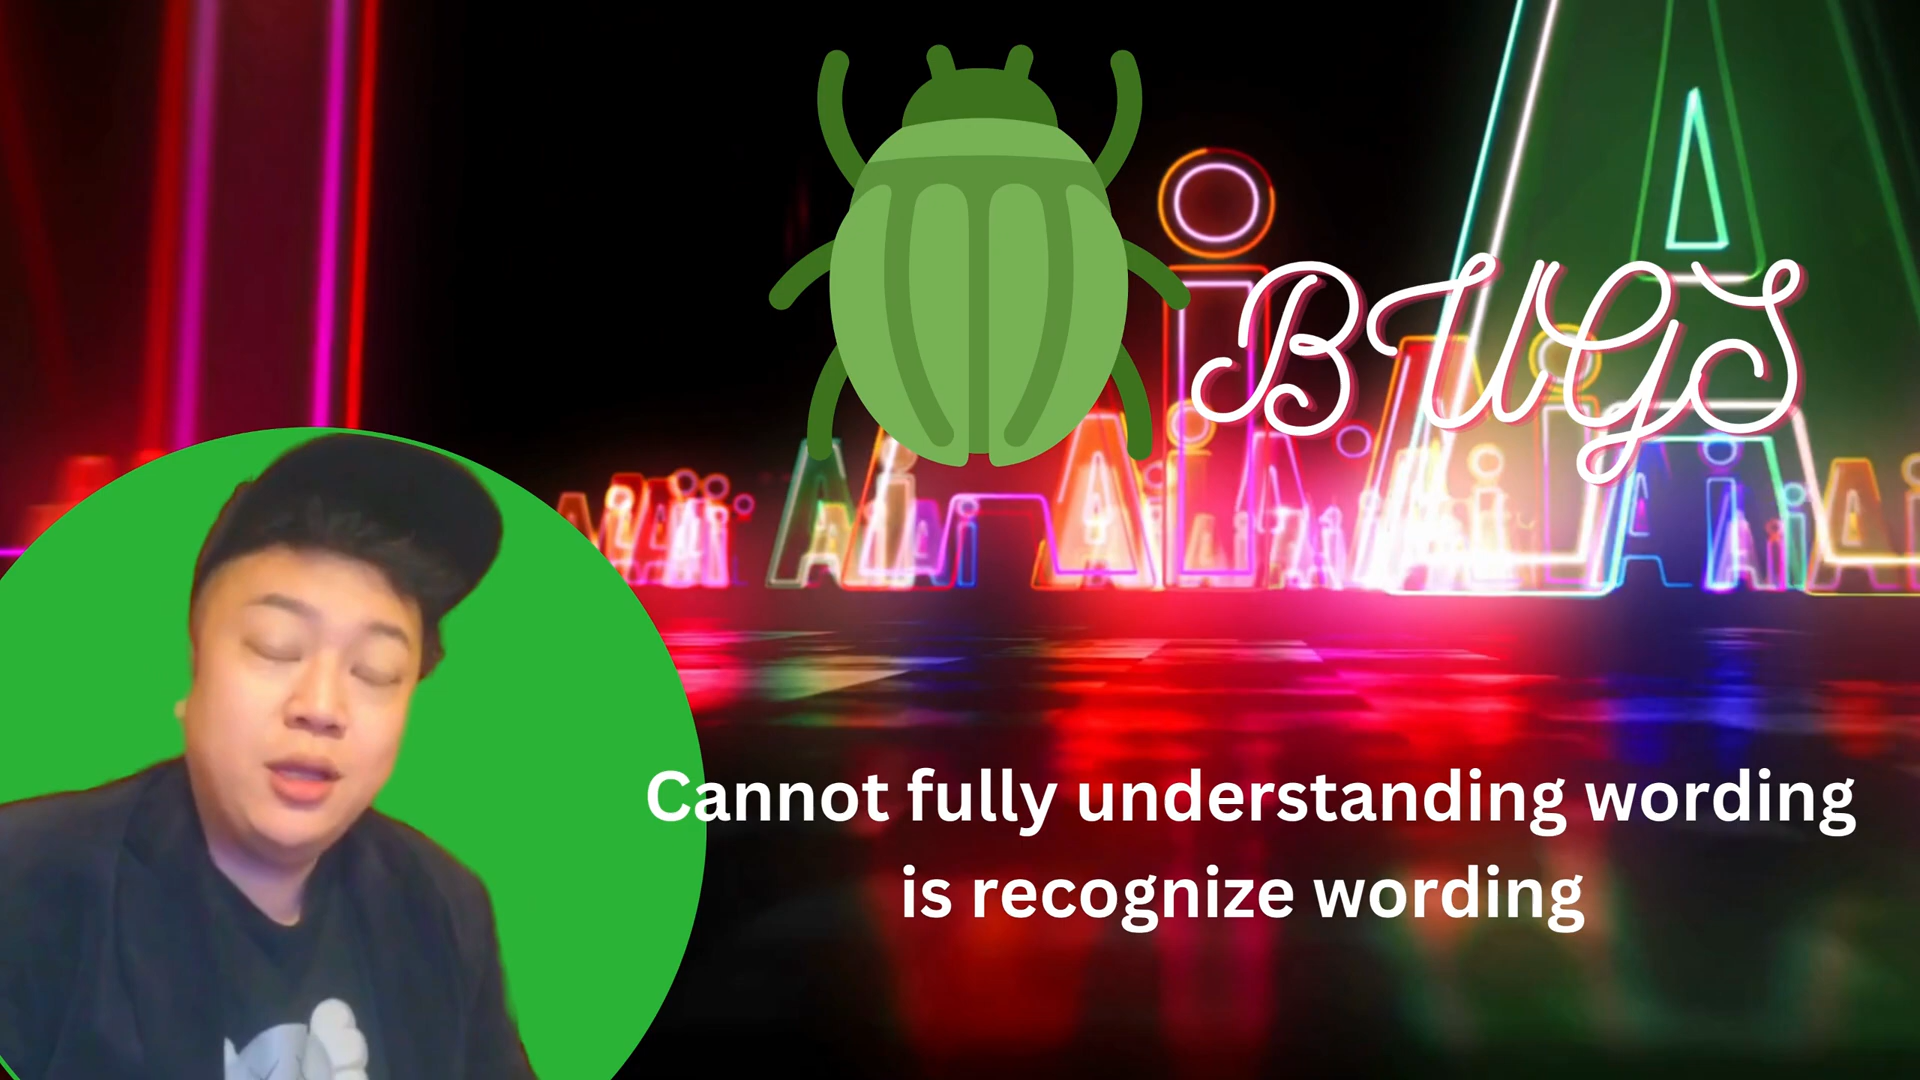 BUGS
Cannot fully understanding wording
is recognize wording